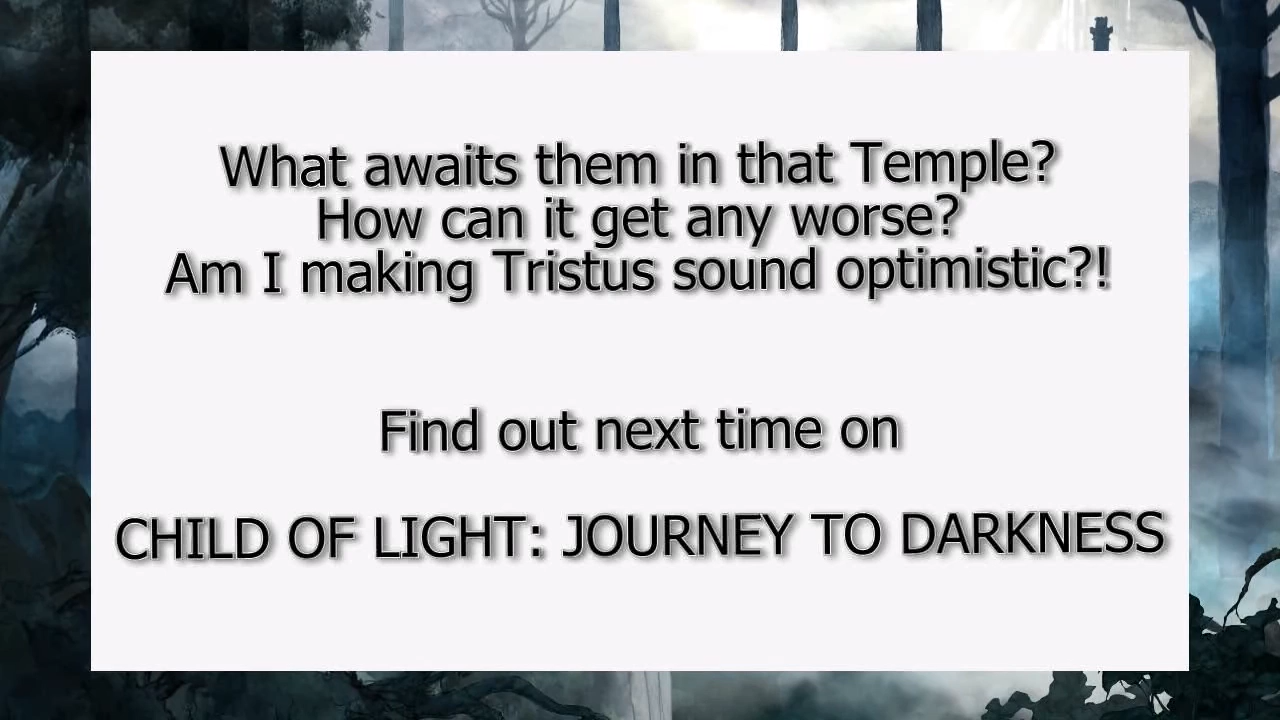 What awaits them in that Temple?
How can it get any worse?
Am I making Tristus sound optimistic?!
Find out next time on
CHILD OF LIGHT: JOURNEY TO DARKNESS